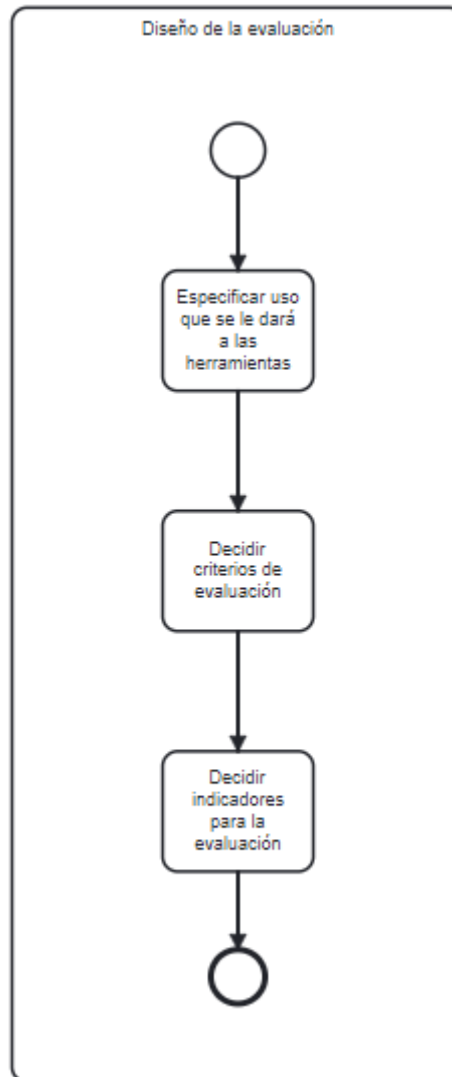 Diseño de la evaluación
Especificar uso
que se le dará
a las
herramientas
Decidir
criterios de
evaluación
Decidir
indicadores
para la
evaluación